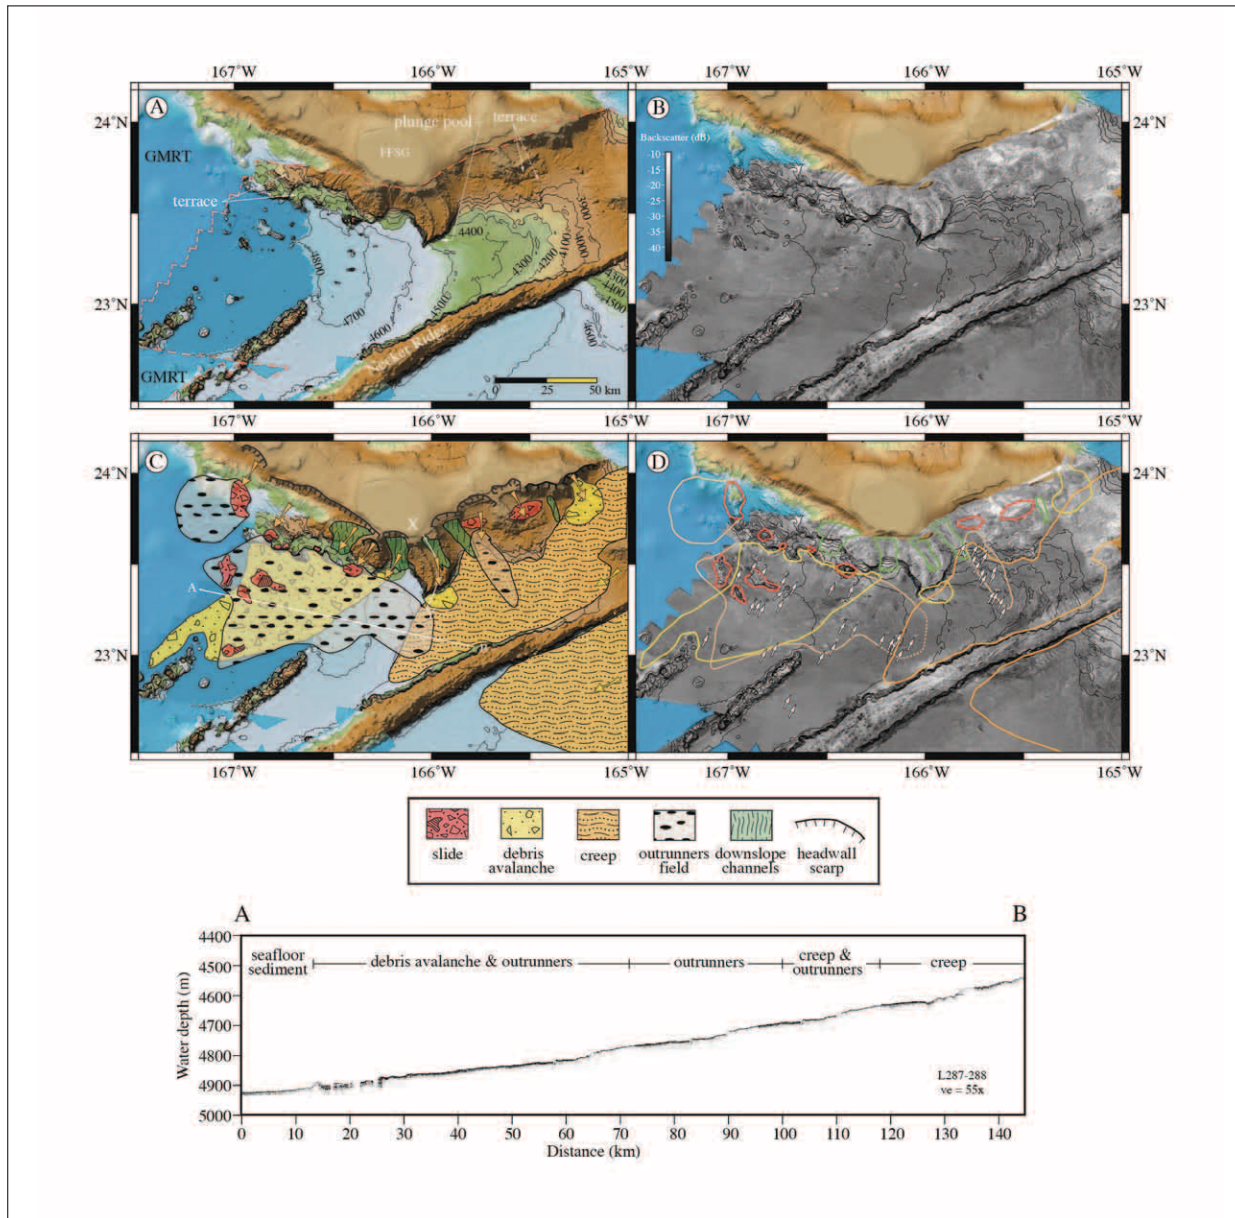 167°W 166°W 165°W 167°W 166°W 165°W
A B
24°N 24°N
plunge pool terrace
GMRT FFSG
Backscatter (dB)
-10
-15
-20
-25
-30
-35
-40
terrace
3900
4000
4100
4200
4300
4400
4500
4600
4700
4800
4300
4400
4500
4600
23°N 23°N
Necker Ridge
GMRT
0 25 50 km
167°W 166°W 165°W 167°W 166°W 165°W
C D
24°N 24°N
X
A
23°N 23°N
167°W 166°W 165°W 167°W 166°W 165°W
slide debris avalanche creep outrunners field downslope channels headwall scarp
A B
4400
4500
4600
4700
4800
4900
5000
Water depth (m)
seafloor sediment debris avalanche & outrunners outrunners creep & outrunners creep
L287-288
ve = 55x
0 10 20 30 40 50 60 70 80 90 100 110 120 130 140
Distance (km)